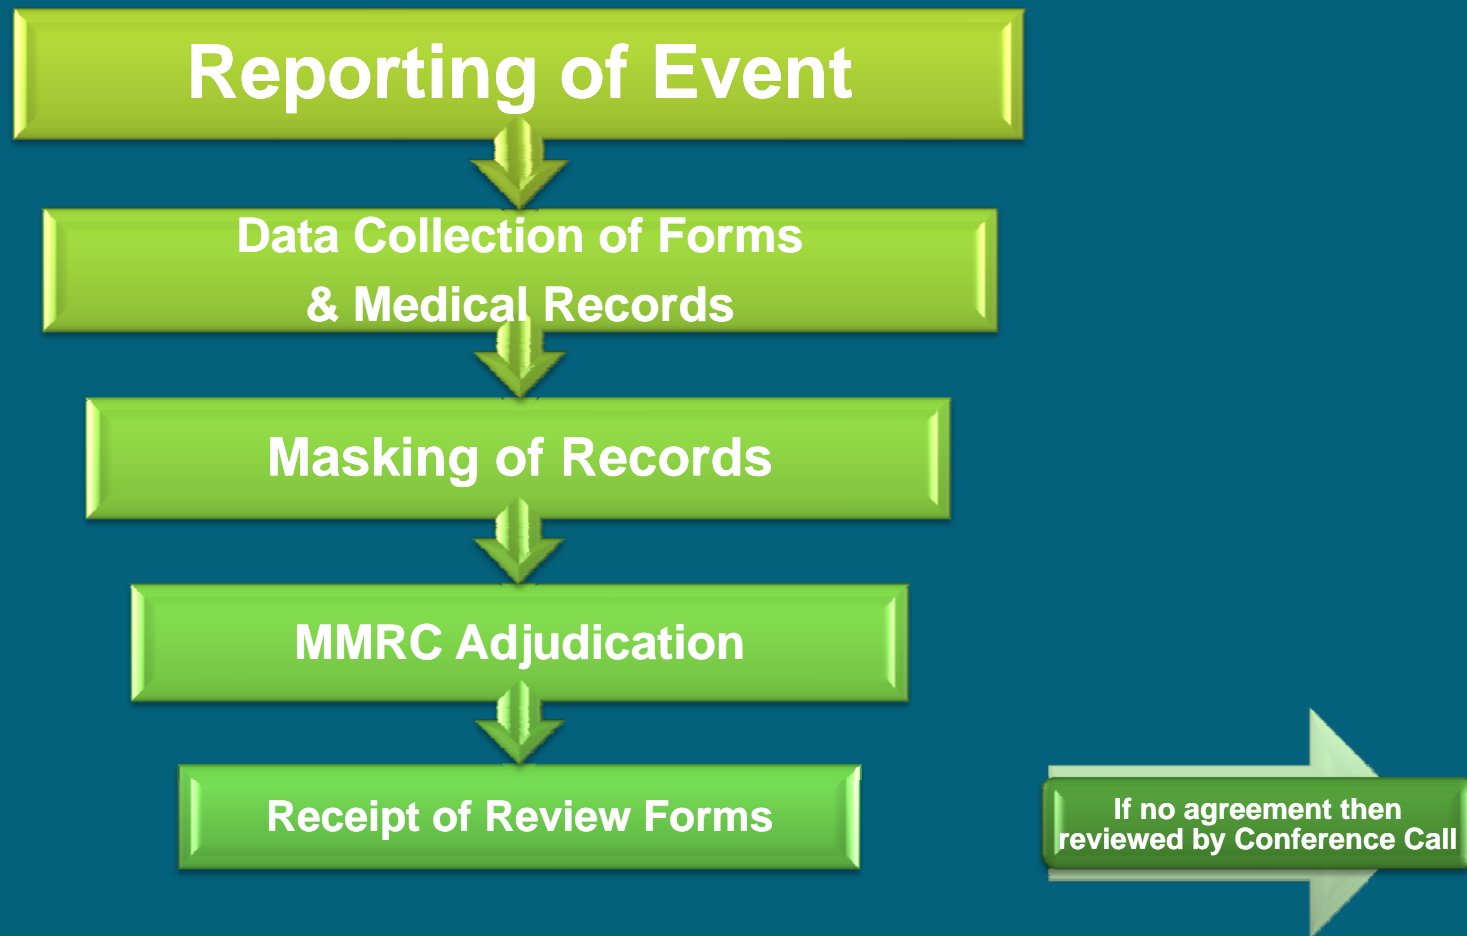 Reporting of Event
Data Collection of Forms
& Medical Records
Masking of Records
MMRC Adjudication
Receipt of Review Forms
If no agreement then
reviewed by Conference Call